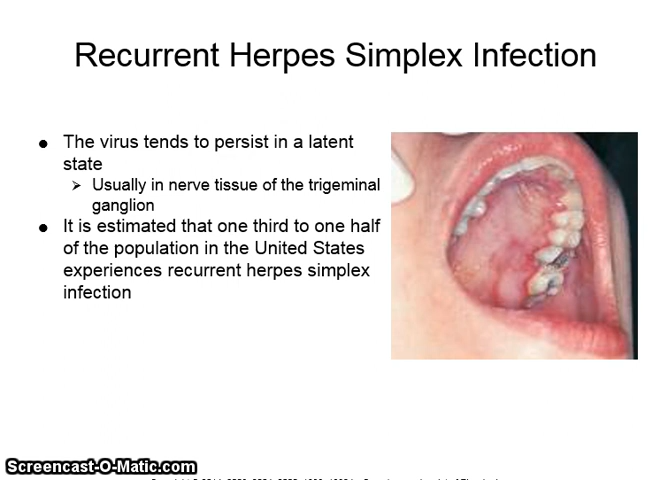 Recurrent Herpes Simplex Infection
● The virus tends to persist in a latent
state
➢ Usually in nerve tissue of the trigeminal
ganglion
● It is estimated that one third to one half
of the population in the United States
experiences recurrent herpes simplex
infection
Screencast-O-Matic.com